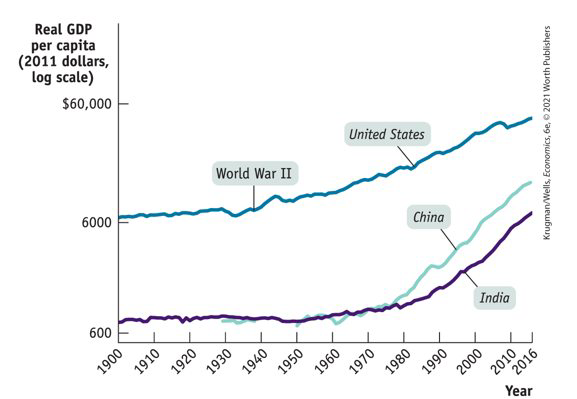 Real GDP
per capita
(2011 dollars,
log scale)
$60,000
6000
600
United States
World War II
China
India
1900
1910
1920
1930
1940
1950
1960
1970
1980
1990
2000
2010
2016
Year
Krugman/Wells, Economics, 6e, © 2021 Worth Publishers